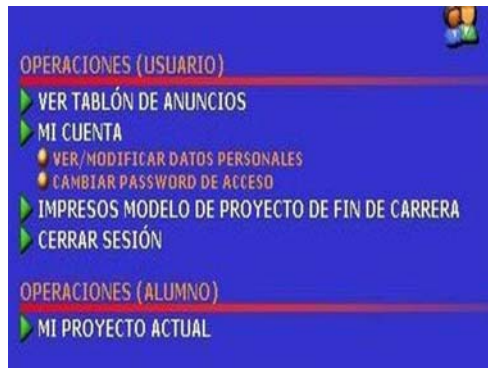 OPERACIONES (USUARIO)
VER TABLÓN DE ANUNCIOS
MI CUENTA
VER/MODIFICAR DATOS PERSONALES
CAMBIAR PASSWORD DE ACCESO
IMPRESOS MODELO DE PROYECTO DE FIN DE CARRERA
CERRAR SESIÓN
OPERACIONES (ALUMNO)
MI PROYECTO ACTUAL